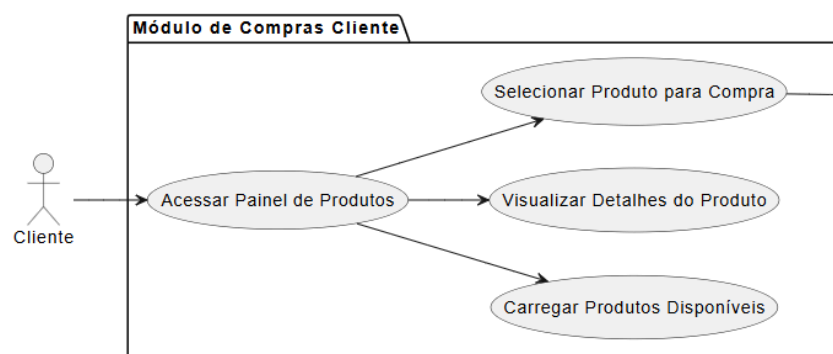 Módulo de Compras Cliente
Selecionar Produto para Compra
Acessar Painel de Produtos
Visualizar Detalhes do Produto
Cliente
Carregar Produtos Disponíveis